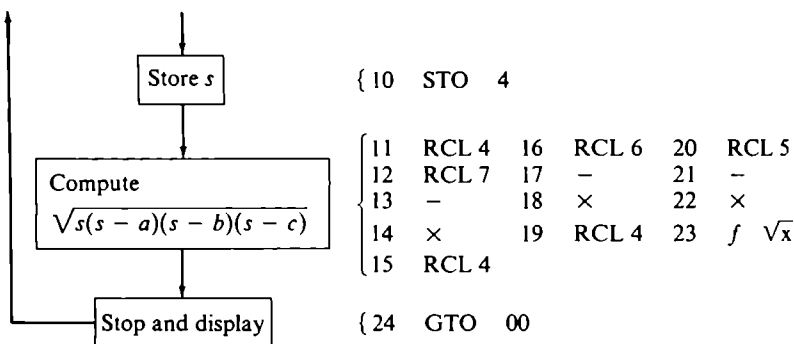 Store s
{ 10 STO 4
Compute
√s(s − a)(s − b)(s − c)
11 RCL 4 16 RCL 6 20 RCL 5
12 RCL 7 17 − 21 −
13 − 18 × 22 ×
14 × 19 RCL 4 23 f √x
15 RCL 4
Stop and display
{ 24 GTO 00